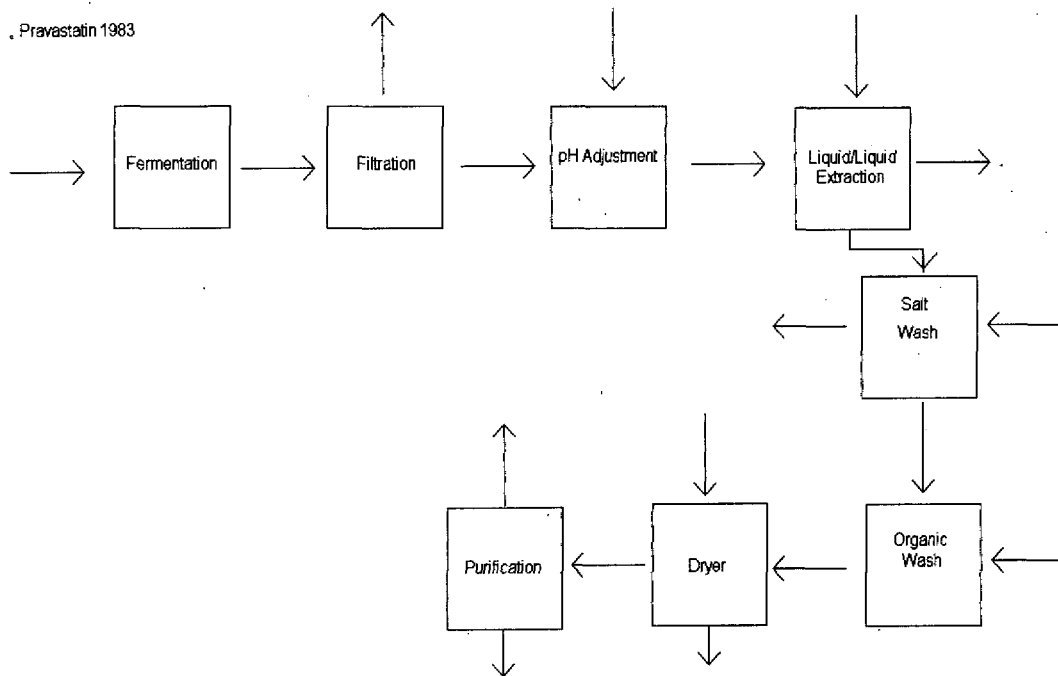 Pravastatin 1983
Fermentation
Filtration
pH Adjustment
Liquid/Liquid
Extraction
Salt
Wash
Organic
Wash
Dryer
Purification